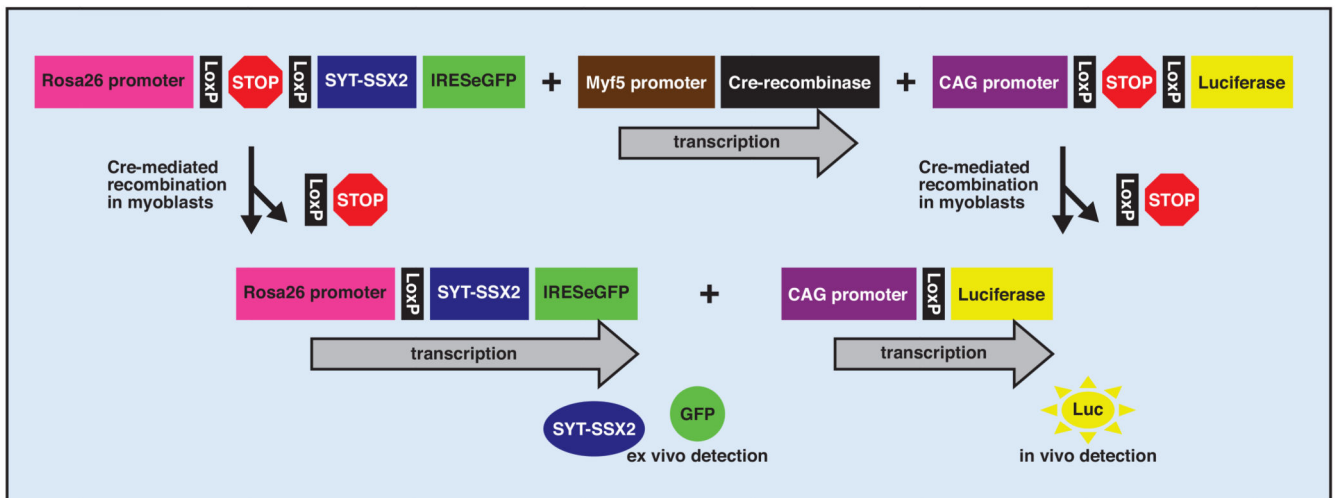 Rosa26 promoter LoxP STOP LoxP SYT-SSX2 IRESeGFP + Myf5 promoter Cre-recombinase + CAG promoter LoxP STOP LoxP Luciferase
transcription
Cre-mediated
recombination
in myoblasts
LoxP STOP
Cre-mediated
recombination
in myoblasts
LoxP STOP
Rosa26 promoter LoxP SYT-SSX2 IRESeGFP + CAG promoter LoxP Luciferase
transcription
transcription
SYT-SSX2
GFP
ex vivo detection
Luc
in vivo detection